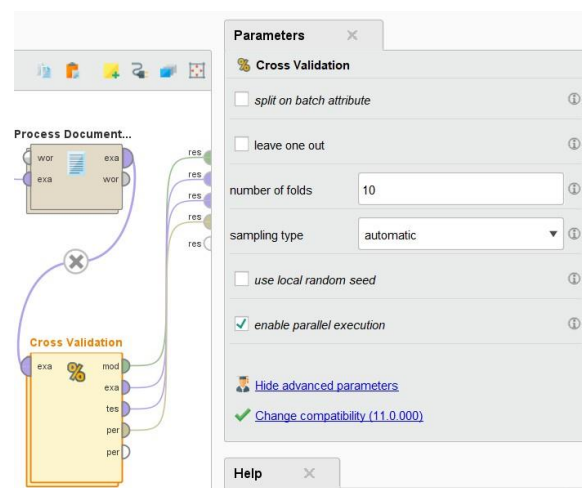 Parameters
Cross Validation
split on batch attribute
leave one out
number of folds
10
sampling type
automatic
use local random seed
enable parallel execution
Hide advanced parameters
Change compatibility (11.0.000)
Help
Process Document...
wor
exa
exa
wor
res
res
res
res
res
Cross Validation
exa
mod
exa
tes
per
per